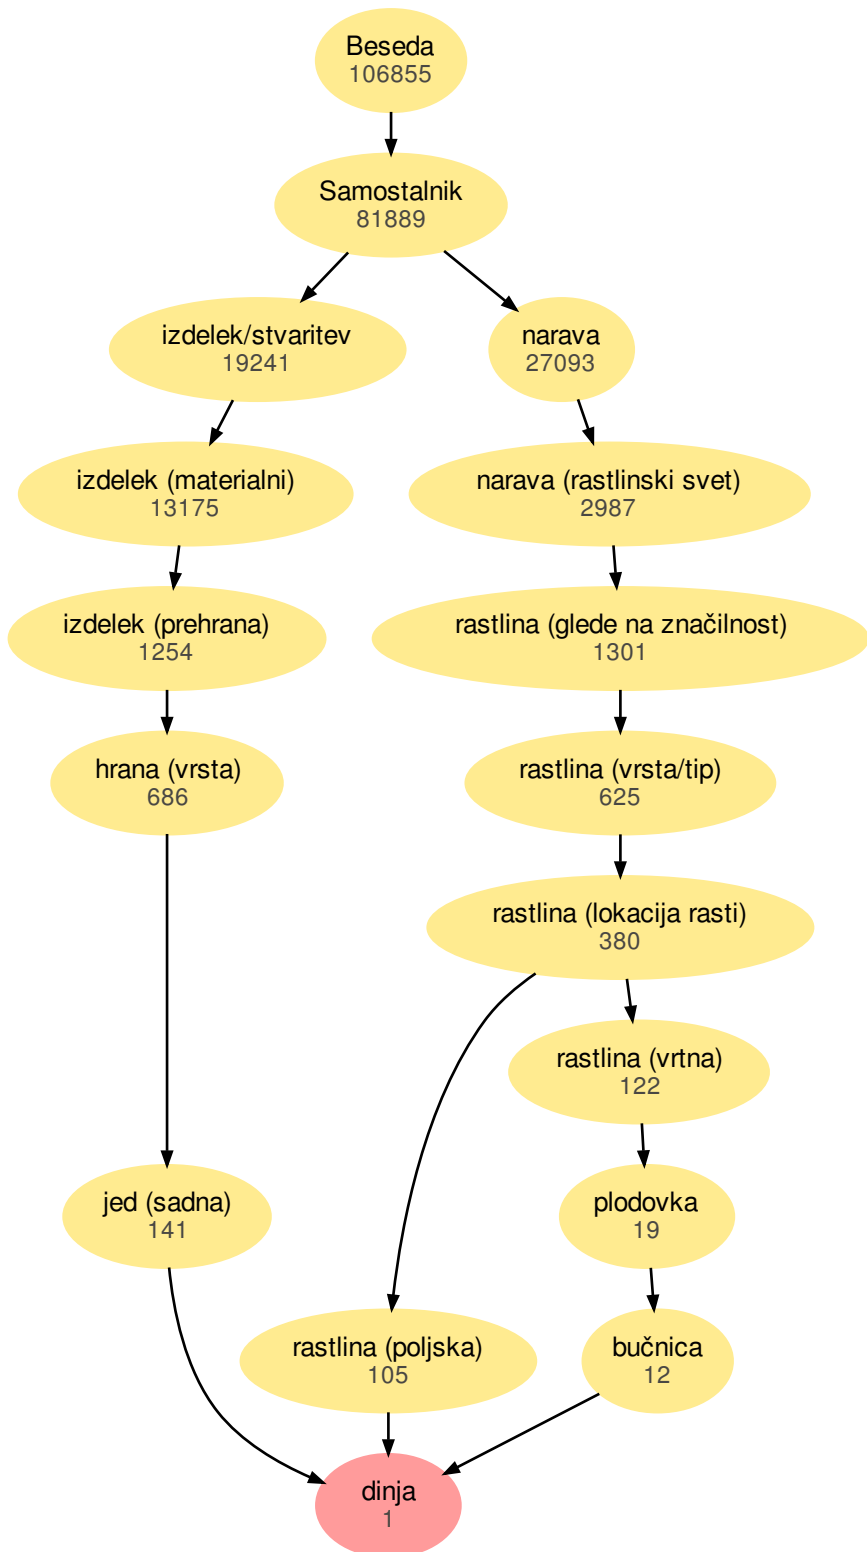 Beseda
106855
Samostalnik
81889
izdelek/stvaritev
19241
narava
27093
izdelek (materialni)
13175
narava (rastlinski svet)
2987
izdelek (prehrana)
1254
rastlina (glede na značilnost)
1301
hrana (vrsta)
686
rastlina (vrsta/tip)
625
rastlina (lokacija rasti)
380
rastlina (vrtna)
122
jed (sadna)
141
plodovka
19
rastlina (poljska)
105
bučnica
12
dinja
1